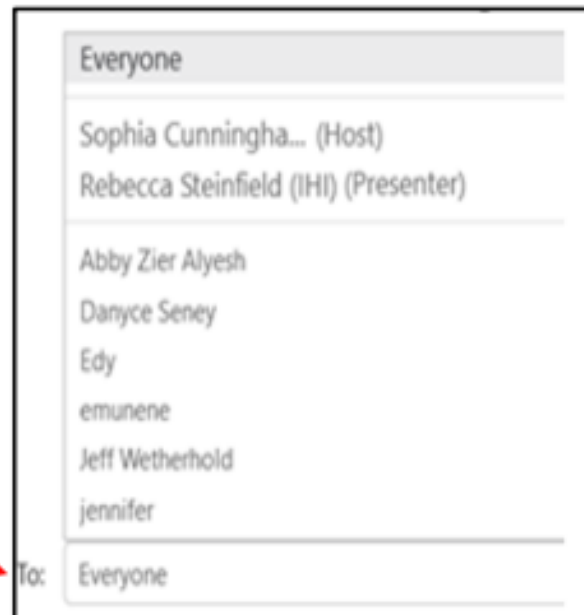 Everyone
Sophia Cunningha... (Host)
Rebecca Steinfield (IHI) (Presenter)
Abby Zier Alyesh
Danyce Seney
Edy
emunene
Jeff Wetherhold
jennifer
To: Everyone